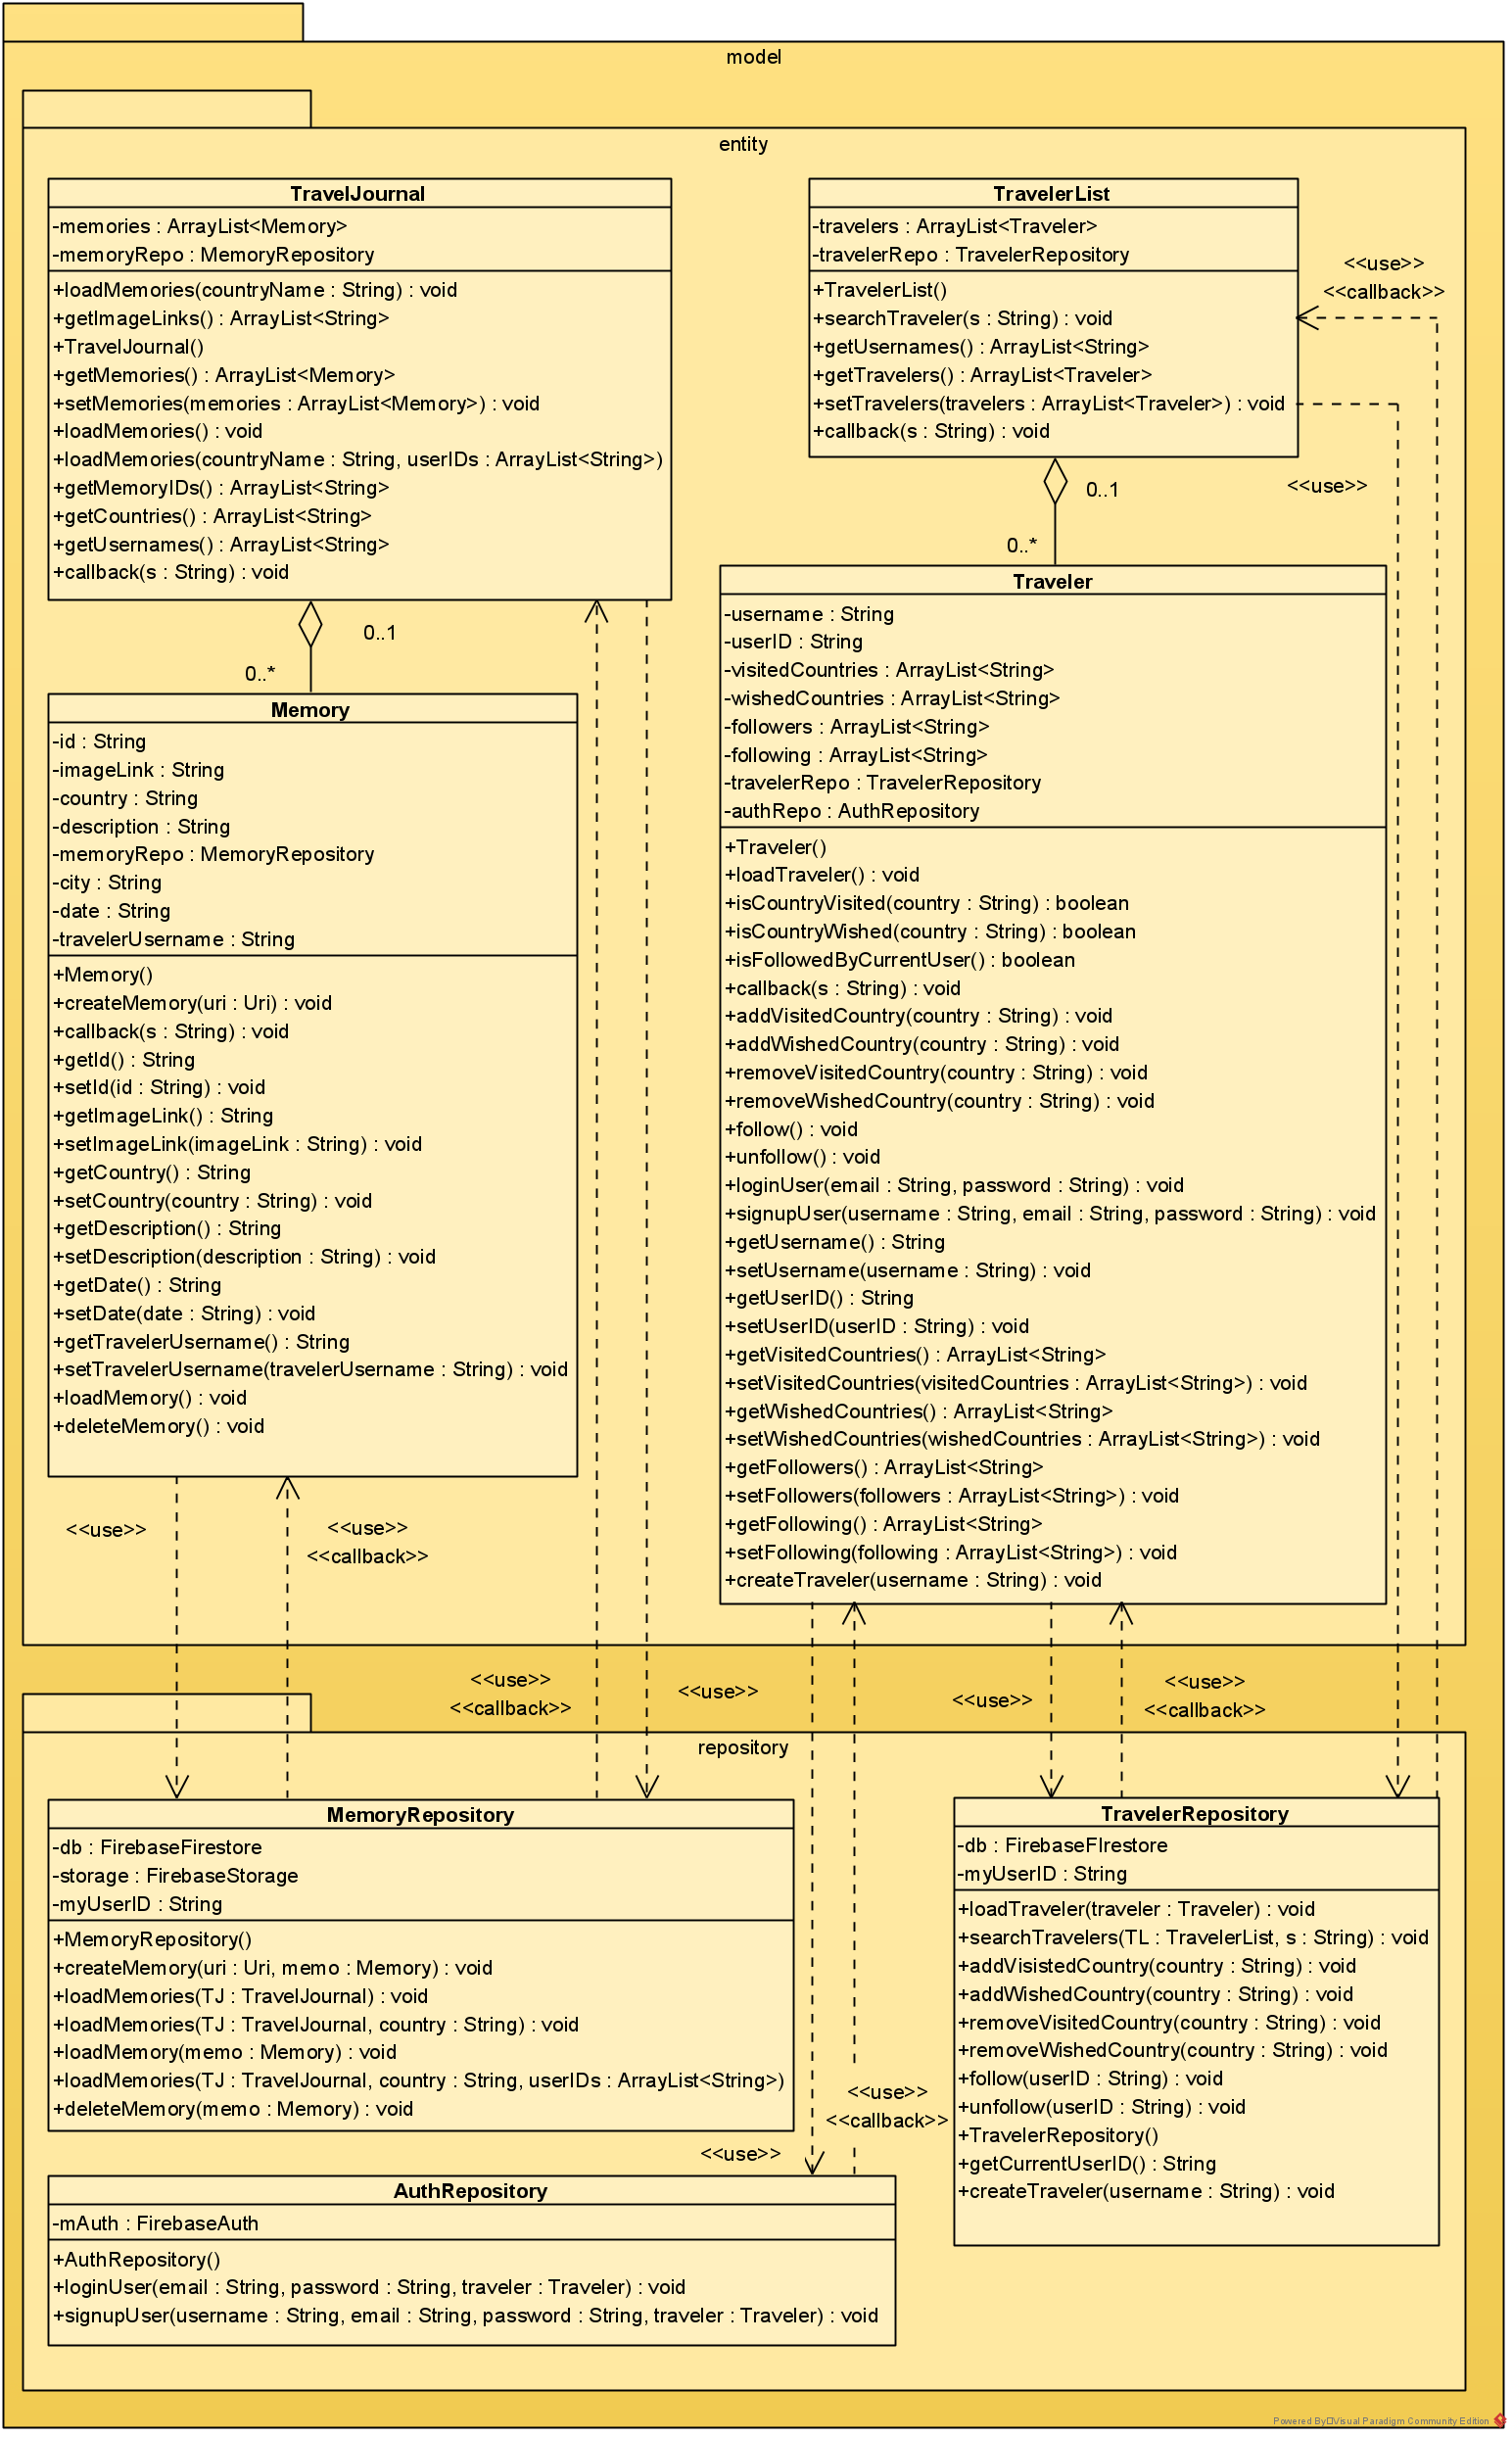 model
entity
TravelJournal
-memories : ArrayList<Memory>
-memoryRepo : MemoryRepository
+loadMemories(countryName : String) : void
+getImageLinks() : ArrayList<String>
+TravelJournal()
+getMemories() : ArrayList<Memory>
+setMemories(memories : ArrayList<Memory>) : void
+loadMemories() : void
+loadMemories(countryName : String, userIDs : ArrayList<String>)
+getMemoryIDs() : ArrayList<String>
+getCountries() : ArrayList<String>
+getUsernames() : ArrayList<String>
+callback(s : String) : void
TravelerList
-travelers : ArrayList<Traveler>
-travelerRepo : TravelerRepository
+TravelerList()
+searchTraveler(s : String) : void
+getUsernames() : ArrayList<String>
+getTravelers() : ArrayList<Traveler>
+setTravelers(travelers : ArrayList<Traveler>) : void
+callback(s : String) : void
<<use>>
<<callback>>
<<use>>
0..1
0..*
0..1
0..*
Memory
-id : String
-imageLink : String
-country : String
-description : String
-memoryRepo : MemoryRepository
-city : String
-date : String
-travelerUsername : String
+Memory()
+createMemory(uri : Uri) : void
+callback(s : String) : void
+getId() : String
+setId(id : String) : void
+getImageLink() : String
+setImageLink(imageLink : String) : void
+getCountry() : String
+setCountry(country : String) : void
+getDescription() : String
+setDescription(description : String) : void
+getDate() : String
+setDate(date : String) : void
+getTravelerUsername() : String
+setTravelerUsername(travelerUsername : String) : void
+loadMemory() : void
+deleteMemory() : void
Traveler
-username : String
-userID : String
-visitedCountries : ArrayList<String>
-wishedCountries : ArrayList<String>
-followers : ArrayList<String>
-following : ArrayList<String>
-travelerRepo : TravelerRepository
-authRepo : AuthRepository
+Traveler()
+loadTraveler() : void
+isCountryVisited(country : String) : boolean
+isCountryWished(country : String) : boolean
+isFollowedByCurrentUser() : boolean
+callback(s : String) : void
+addVisitedCountry(country : String) : void
+addWishedCountry(country : String) : void
+removeVisitedCountry(country : String) : void
+removeWishedCountry(country : String) : void
+follow() : void
+unfollow() : void
+loginUser(email : String, password : String) : void
+signupUser(username : String, email : String, password : String) : void
+getUsername() : String
+setUsername(username : String) : void
+getUserID() : String
+setUserID(userID : String) : void
+getVisitedCountries() : ArrayList<String>
+setVisitedCountries(visitedCountries : ArrayList<String>) : void
+getWishedCountries() : ArrayList<String>
+setWishedCountries(wishedCountries : ArrayList<String>) : void
+getFollowers() : ArrayList<String>
+setFollowers(followers : ArrayList<String>) : void
+getFollowing() : ArrayList<String>
+setFollowing(following : ArrayList<String>) : void
+createTraveler(username : String) : void
<<use>>
<<use>>
<<callback>>
<<use>>
<<callback>>
<<use>>
<<use>>
<<use>>
<<callback>>
repository
MemoryRepository
-db : FirebaseFirestore
-storage : FirebaseStorage
-myUserID : String
+MemoryRepository()
+createMemory(uri : Uri, memo : Memory) : void
+loadMemories(TJ : TravelJournal) : void
+loadMemories(TJ : TravelJournal, country : String) : void
+loadMemory(memo : Memory) : void
+loadMemories(TJ : TravelJournal, country : String, userIDs : ArrayList<String>)
+deleteMemory(memo : Memory) : void
TravelerRepository
-db : FirebaseFIrestore
-myUserID : String
+loadTraveler(traveler : Traveler) : void
+searchTravelers(TL : TravelerList, s : String) : void
+addVisistedCountry(country : String) : void
+addWishedCountry(country : String) : void
+removeVisitedCountry(country : String) : void
+removeWishedCountry(country : String) : void
+follow(userID : String) : void
+unfollow(userID : String) : void
+TravelerRepository()
+getCurrentUserID() : String
+createTraveler(username : String) : void
<<use>>
<<callback>>
<<use>>
AuthRepository
-mAuth : FirebaseAuth
+AuthRepository()
+loginUser(email : String, password : String, traveler : Traveler) : void
+signupUser(username : String, email : String, password : String, traveler : Traveler) : void
Powered By□Visual Paradigm Community Edition